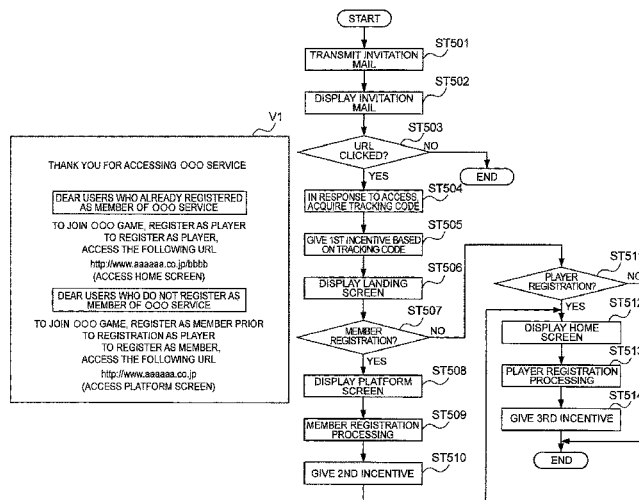 START
ST501
TRANSMIT INVITATION
MAIL
ST502
DISPLAY INVITATION
MAIL
V1
THANK YOU FOR ACCESSING OOO SERVICE
DEAR USERS WHO ALREADY REGISTERED
AS MEMBER OF OOO SERVICE
TO JOIN OOO GAME, REGISTER AS PLAYER
TO REGISTER AS PLAYER,
ACCESS THE FOLLOWING URL
http://www.aaaaaa.co.jp/bbbb
(ACCESS HOME SCREEN)
DEAR USERS WHO DO NOT REGISTER AS
MEMBER OF OOO SERVICE
TO JOIN OOO GAME, REGISTER AS MEMBER PRIOR
TO REGISTRATION AS PLAYER
TO REGISTER AS MEMBER,
ACCESS THE FOLLOWING URL
http://www.aaaaaa.co.jp
(ACCESS PLATFORM SCREEN)
ST503
URL
CLICKED?
NO
END
YES
ST504
IN RESPONSE TO ACCESS,
ACQUIRE TRACKING CODE
ST505
GIVE 1ST INCENTIVE BASED
ON TRACKING CODE
ST506
DISPLAY LANDING
SCREEN
ST507
MEMBER
REGISTRATION?
NO
YES
ST508
DISPLAY PLATFORM
SCREEN
ST509
MEMBER REGISTRATION
PROCESSING
ST510
GIVE 2ND INCENTIVE
ST511
PLAYER
REGISTRATION?
NO
YES
ST512
DISPLAY HOME
SCREEN
ST513
PLAYER REGISTRATION
PROCESSING
ST514
GIVE 3RD INCENTIVE
END